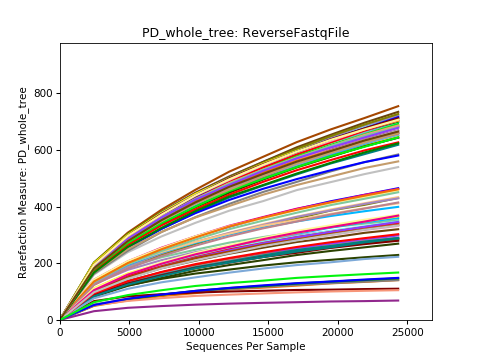 PD_whole_tree: ReverseFastqFile
Rarefaction Measure: PD_whole_tree
800
600
400
200
0
0 5000 10000 15000 20000 25000
Sequences Per Sample